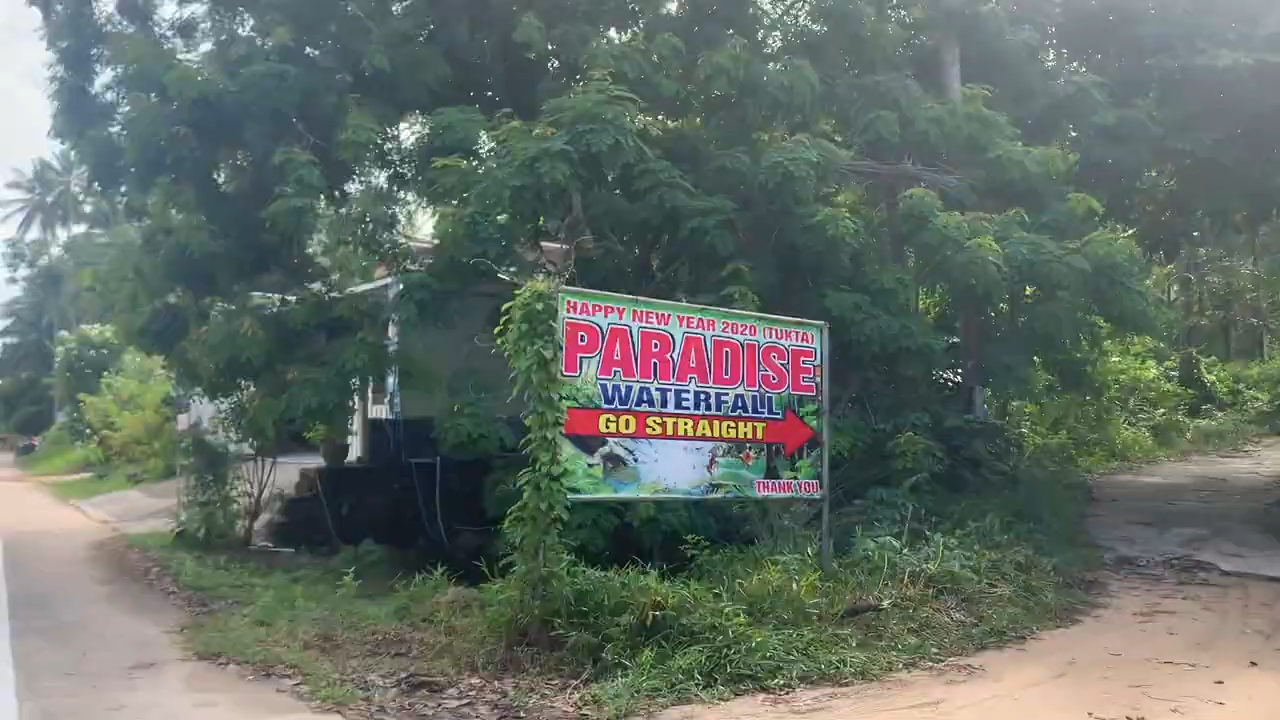 HAPPY NEW YEAR 2020 (TUKTA)
PARADISE
WATERFALL
GO STRAIGHT
THANK YOU